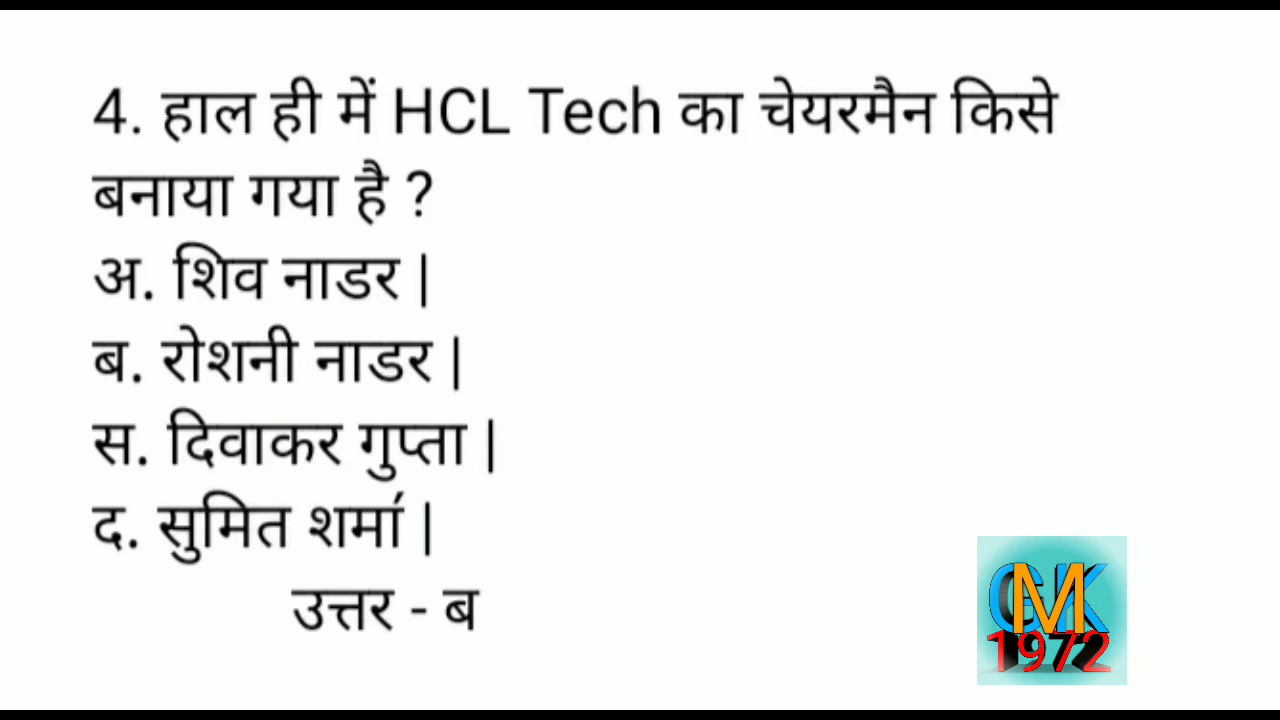 4. हाल ही में HCL Tech का चेयरमैन किसे
बनाया गया है ?
अ. शिव नाडर |
ब. रोशनी नाडर |
स. दिवाकर गुप्ता |
द. सुमित शर्मा |
उत्तर - ब
GMK
1972